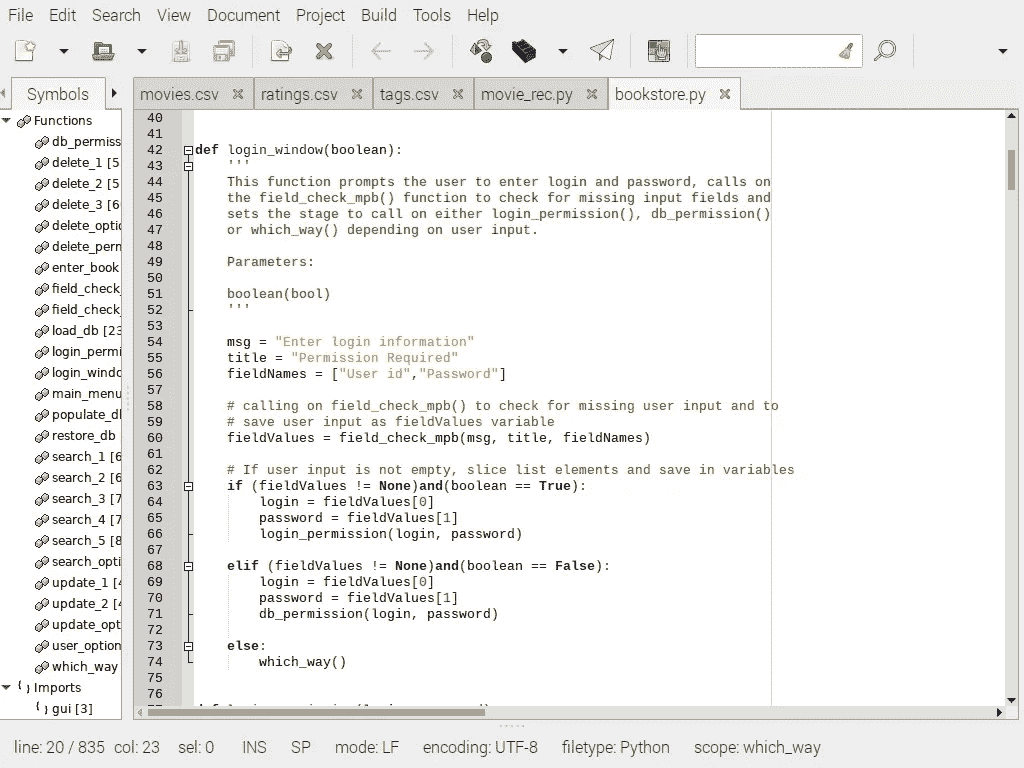 File Edit Search View Document Project Build Tools Help
Symbols
movies.csv ratings.csv tags.csv movie_rec.py bookstore.py
Functions
db_permiss
delete_1 [5
delete_2 [5
delete_3 [6
delete_optic
delete_perm
enter_book
field_check_
field_check_
load_db [23
login_permi
login_windo
main_menu
populate_db
restore_db
search_1 [6
search_2 [6
search_3 [7
search_4 [7
search_5 [8
search_opti
update_1 [4
update_2 [4
update_opt
user_option
which_way
Imports
gui [3]
40
41
42 def login_window(boolean):
43 '''
44 This function prompts the user to enter login and password, calls on
45 the field_check_mpb() function to check for missing input fields and
46 sets the stage to call on either login_permission(), db_permission()
47 or which_way() depending on user input.
48
49 Parameters:
50
51 boolean(bool)
52 '''
53
54 msg = "Enter login information"
55 title = "Permission Required"
56 fieldNames = ["User id","Password"]
57
58 # calling on field_check_mpb() to check for missing user input and to
59 # save user input as fieldValues variable
60 fieldValues = field_check_mpb(msg, title, fieldNames)
61
62 # If user input is not empty, slice list elements and save in variables
63 if (fieldValues != None)and(boolean == True):
64 login = fieldValues[0]
65 password = fieldValues[1]
66 login_permission(login, password)
67
68 elif (fieldValues != None)and(boolean == False):
69 login = fieldValues[0]
70 password = fieldValues[1]
71 db_permission(login, password)
72
73 else:
74 which_way()
75
76
line: 20 / 835 col: 23 sel: 0 INS SP mode: LF encoding: UTF-8 filetype: Python scope: which_way